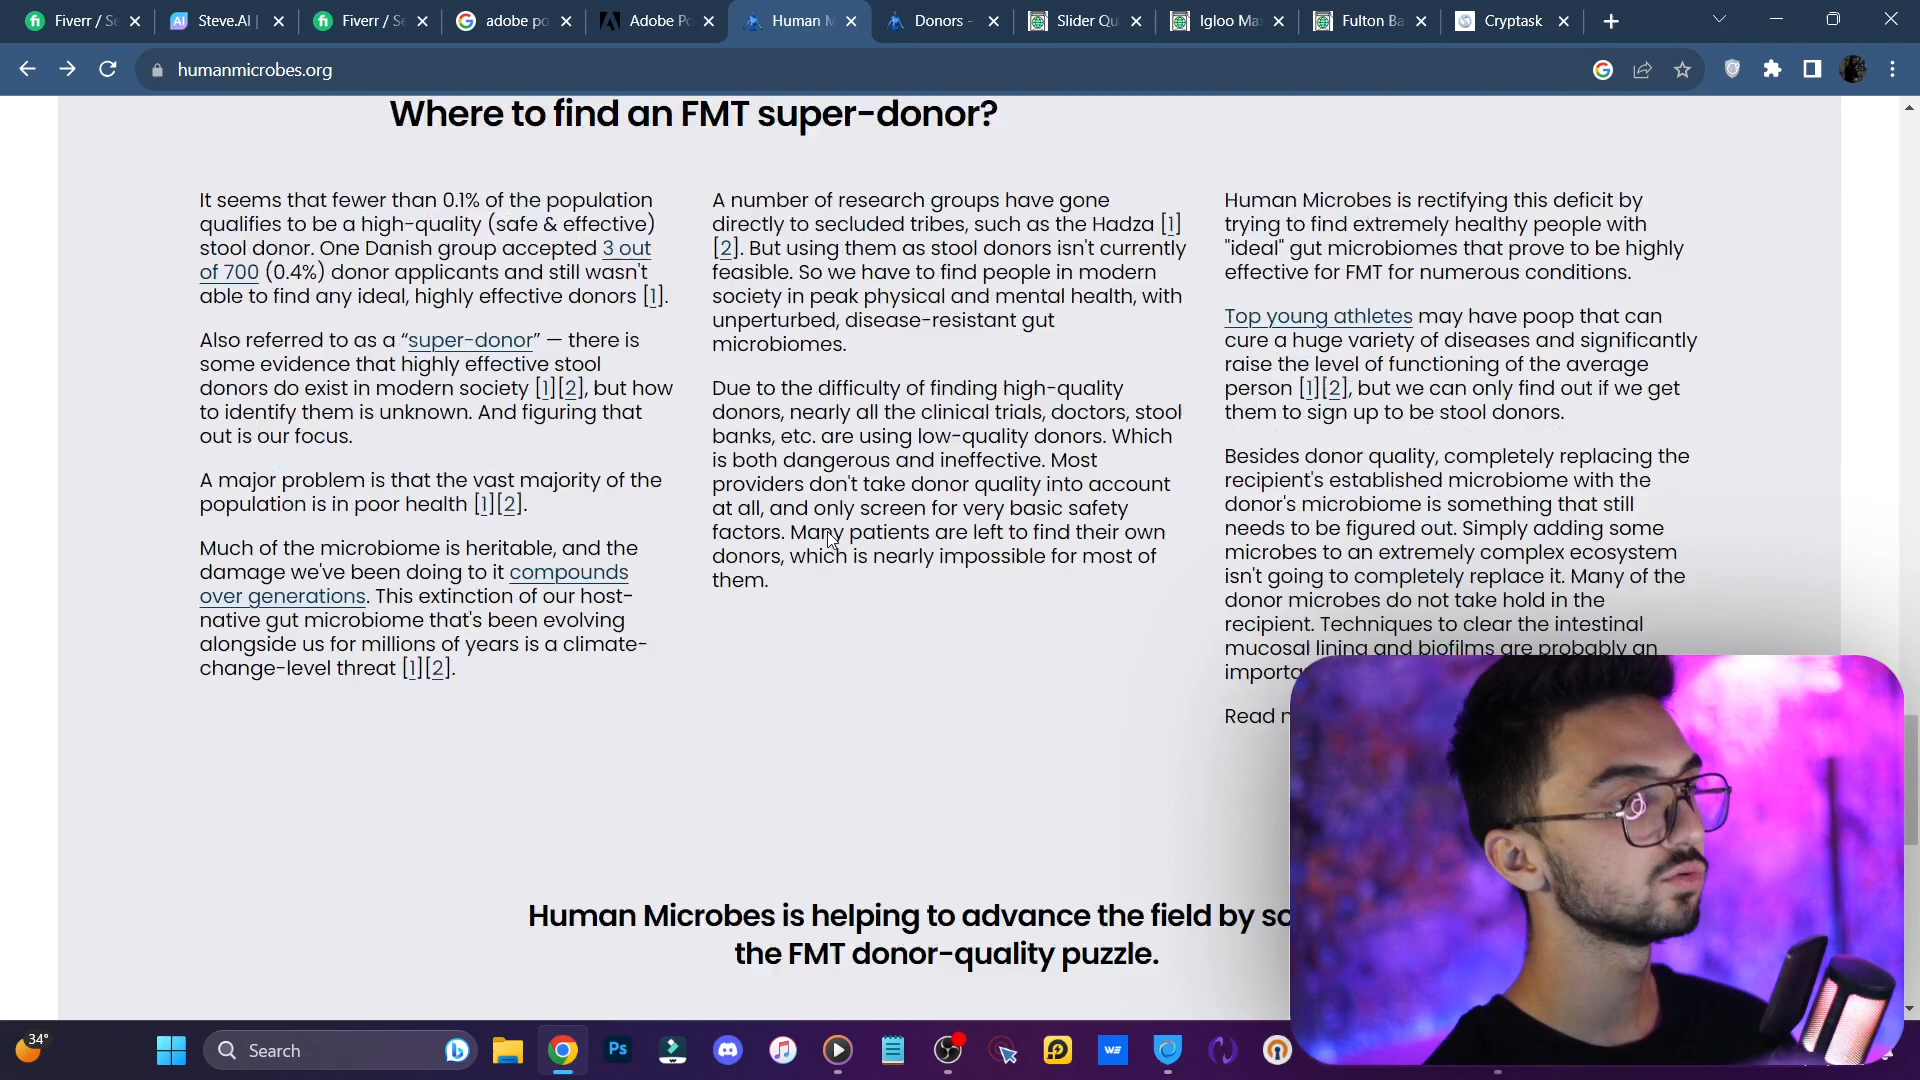 Fiverr / Se
Steve.AI |
Fiverr / Se
adobe po
Adobe Po
Human M
Donors -
Slider Qu
Igloo Ma
Fulton Ba
Cryptask
humanmicrobes.org
Where to find an FMT super-donor?
It seems that fewer than 0.1% of the population
qualifies to be a high-quality (safe & effective)
stool donor. One Danish group accepted 3 out
of 700 (0.4%) donor applicants and still wasn't
able to find any ideal, highly effective donors [1].
Also referred to as a “super-donor” — there is
some evidence that highly effective stool
donors do exist in modern society [1][2], but how
to identify them is unknown. And figuring that
out is our focus.
A major problem is that the vast majority of the
population is in poor health [1][2].
Much of the microbiome is heritable, and the
damage we've been doing to it compounds
over generations. This extinction of our host-
native gut microbiome that's been evolving
alongside us for millions of years is a climate-
change-level threat [1][2].
A number of research groups have gone
directly to secluded tribes, such as the Hadza [1]
[2]. But using them as stool donors isn't currently
feasible. So we have to find people in modern
society in peak physical and mental health, with
unperturbed, disease-resistant gut
microbiomes.
Due to the difficulty of finding high-quality
donors, nearly all the clinical trials, doctors, stool
banks, etc. are using low-quality donors. Which
is both dangerous and ineffective. Most
providers don't take donor quality into account
at all, and only screen for very basic safety
factors. Many patients are left to find their own
donors, which is nearly impossible for most of
them.
Human Microbes is rectifying this deficit by
trying to find extremely healthy people with
"ideal" gut microbiomes that prove to be highly
effective for FMT for numerous conditions.
Top young athletes may have poop that can
cure a huge variety of diseases and significantly
raise the level of functioning of the average
person [1][2], but we can only find out if we get
them to sign up to be stool donors.
Besides donor quality, completely replacing the
recipient's established microbiome with the
donor's microbiome is something that still
needs to be figured out. Simply adding some
microbes to an extremely complex ecosystem
isn't going to completely replace it. Many of the
donor microbes do not take hold in the
recipient. Techniques to clear the intestinal
mucosal lining and biofilms are probably an
importa
Read
Human Microbes is helping to advance the field by so
the FMT donor-quality puzzle.
34°
Search
Ps
WE